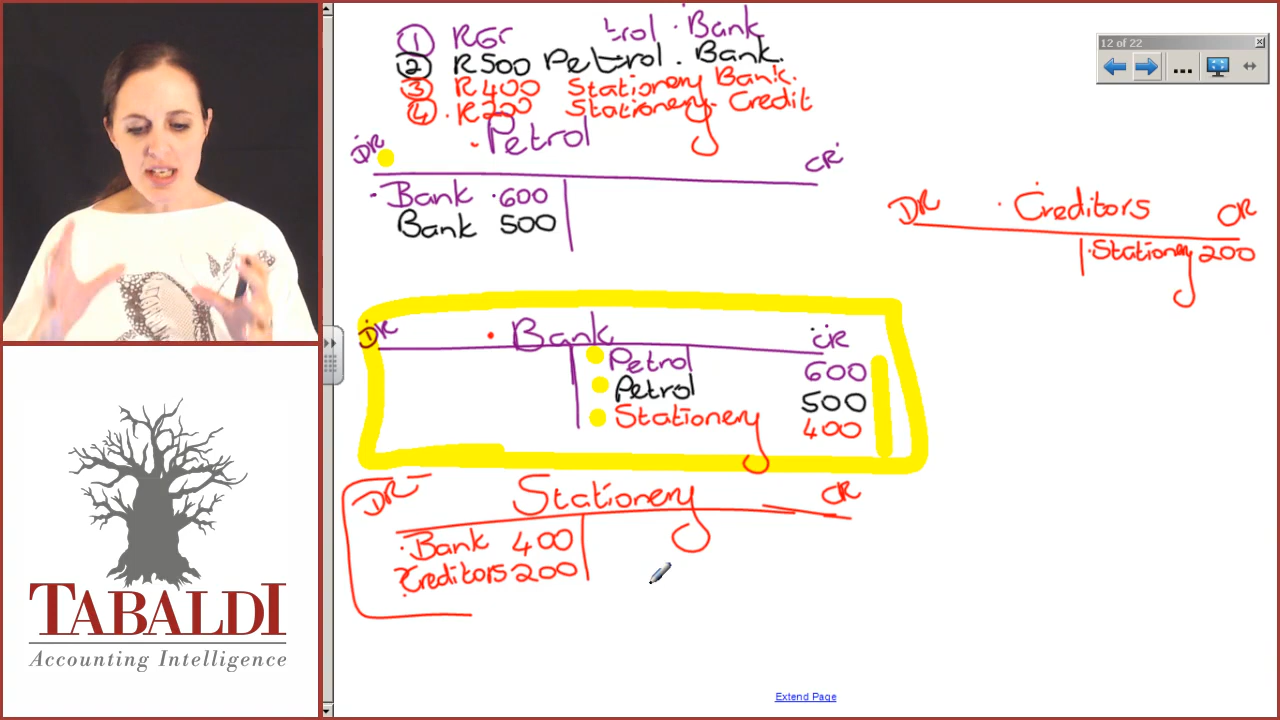 ① Bank
② R500 Petrol . Bank.
③ R400 Stationery Bank.
④ R200 Stationery Credit
DR Petrol CR
Bank 600
Bank 500
DR Creditors CR
Stationery 200
DR Bank CR
Petrol 600
Petrol 500
Stationery 400
DR Stationery CR
Bank 400
Creditors 200
12 of 22
...
TABALDI
Accounting Intelligence
Extend Page